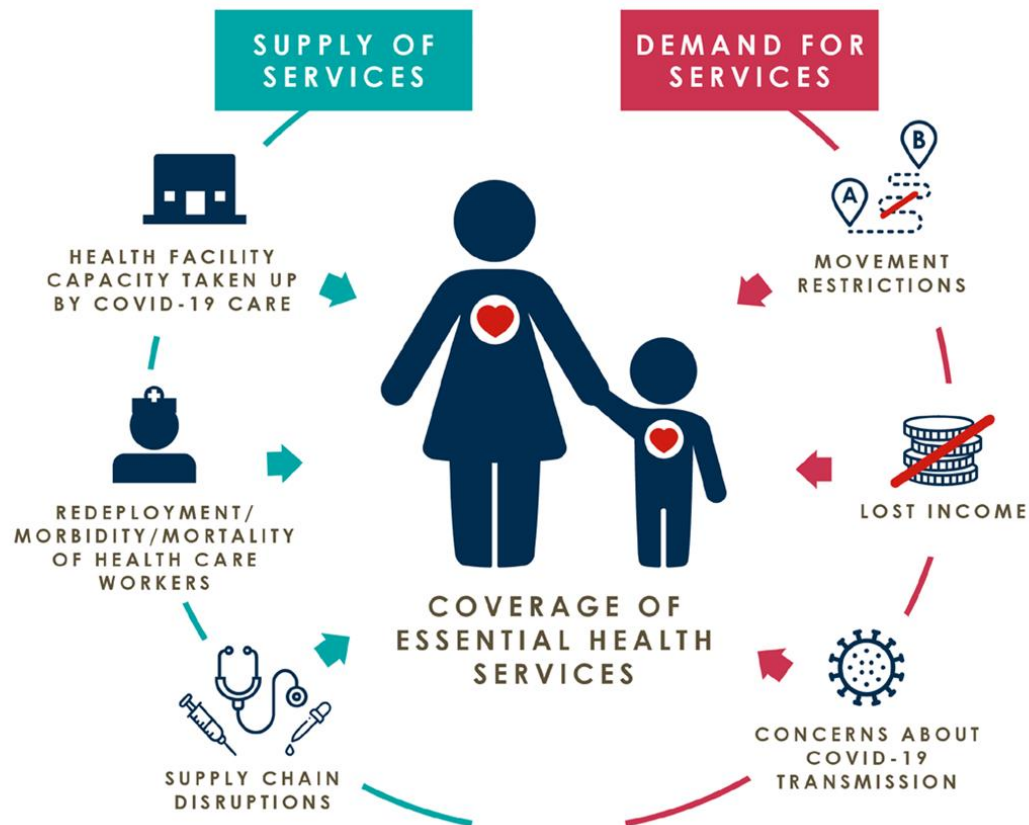 SUPPLY OF
SERVICES
HEALTH FACILITY
CAPACITY TAKEN UP
BY COVID-19 CARE
REDEPLOYMENT/
MORBIDITY/MORTALITY
OF HEALTH CARE
WORKERS
SUPPLY CHAIN
DISRUPTIONS
COVERAGE OF
ESSENTIAL HEALTH
SERVICES
DEMAND FOR
SERVICES
B
A
MOVEMENT
RESTRICTIONS
LOST INCOME
CONCERNS ABOUT
COVID-19
TRANSMISSION